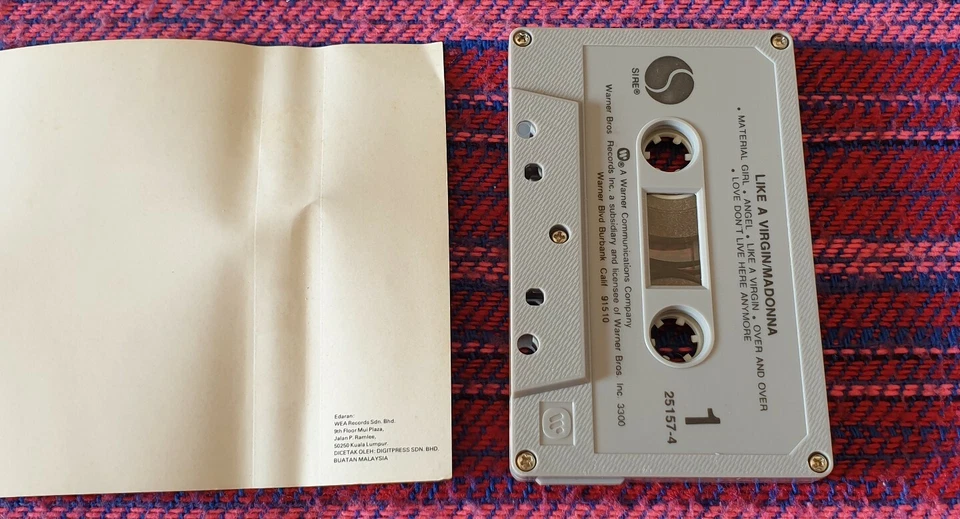 Edaran:
WEA Records Sdn. Bhd.
9th Floor Mui Plaza,
Jalan P. Ramlee,
50250 Kuala Lumpur.
DICETAK OLEH: DIGITPRESS SDN. BHD.
BUATAN MALAYSIA
LIKE A VIRGIN/MADONNA
• MATERIAL GIRL • ANGEL • LIKE A VIRGIN • OVER AND OVER
• LOVE DON'T LIVE HERE ANYMORE
SIRE®
1
25157-4
® A Warner Communications Company
Warner Bros Records Inc. a subsidiary and licensee of Warner Bros Inc. 3300
Warner Blvd Burbank Calif 91510